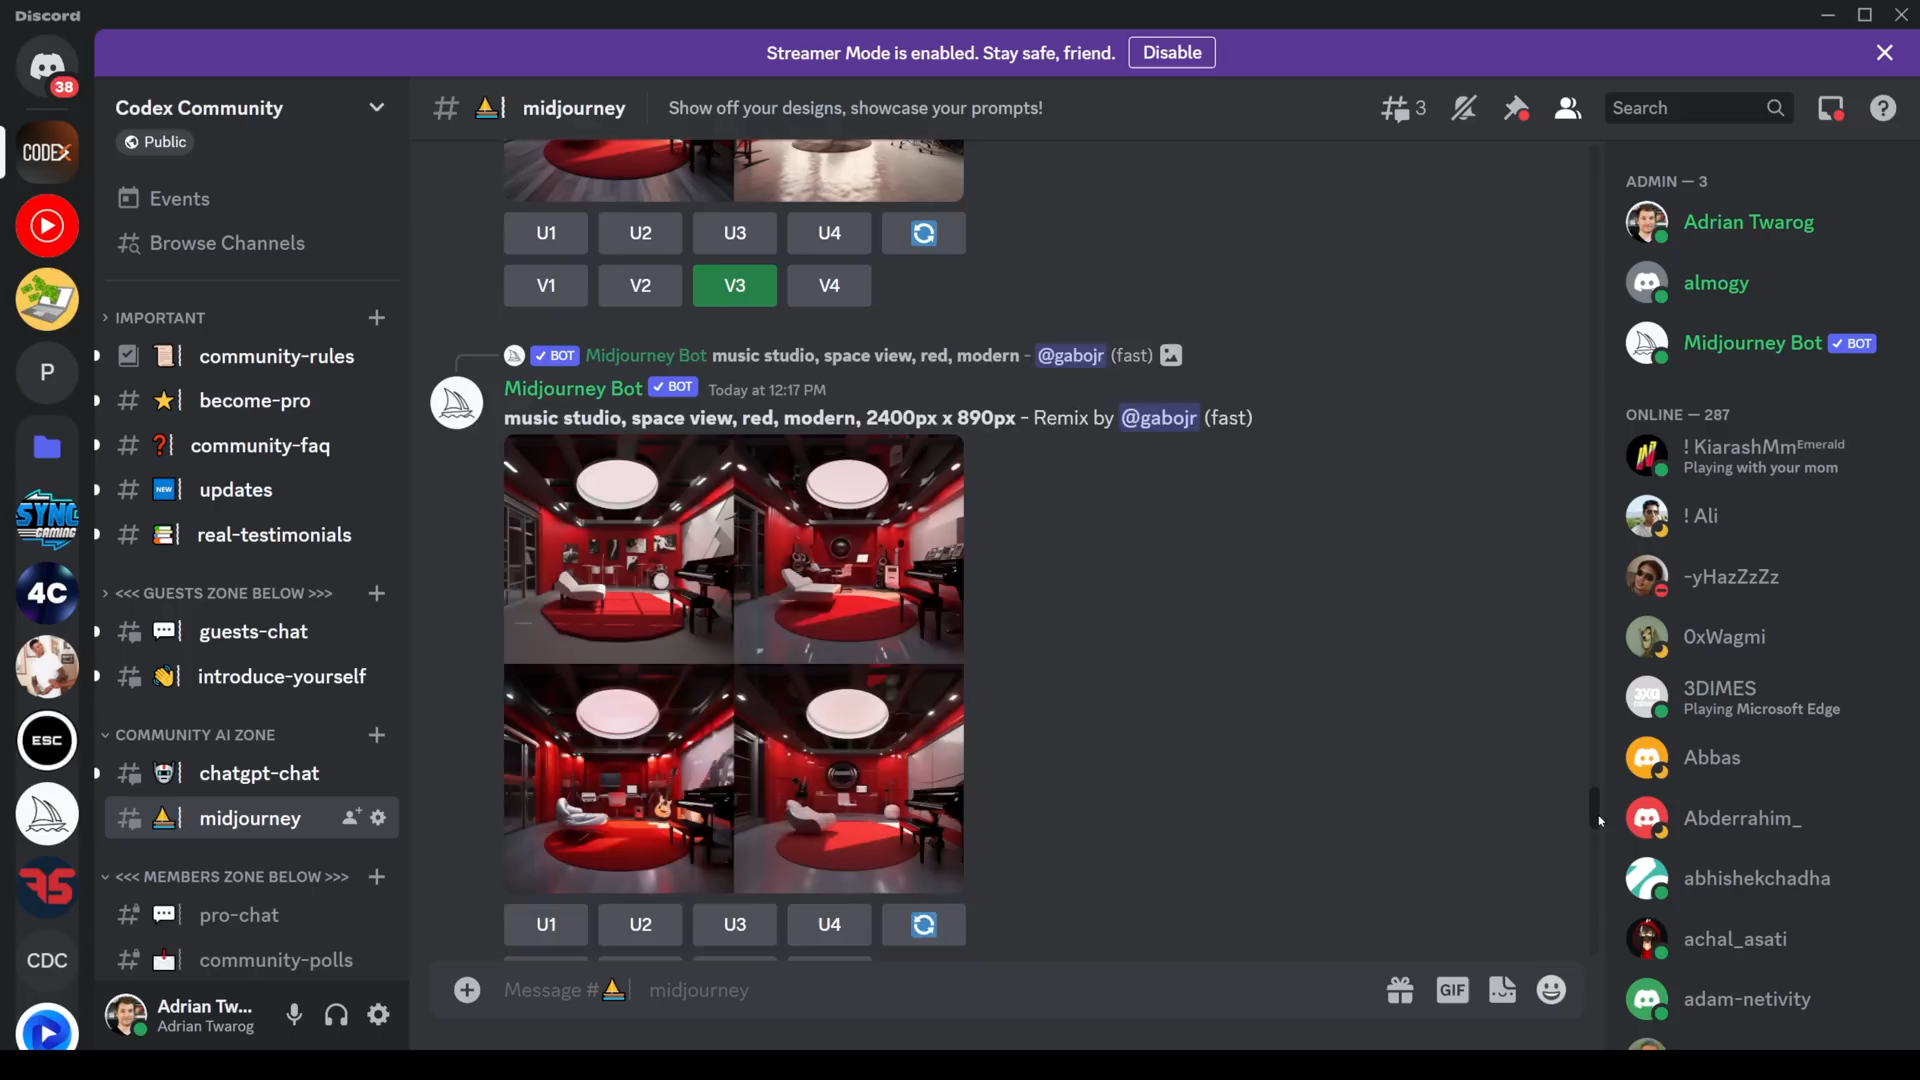 Discord
Streamer Mode is enabled. Stay safe, friend. Disable
38
CODEX
P
SYNC
GAMING
4C
ESC
CDC
Codex Community
Public
Events
Browse Channels
IMPORTANT
community-rules
become-pro
community-faq
NEW updates
real-testimonials
<<< GUESTS ZONE BELOW >>>
guests-chat
introduce-yourself
COMMUNITY AI ZONE
chatgpt-chat
midjourney
<<< MEMBERS ZONE BELOW >>>
pro-chat
community-polls
Adrian Tw...
Adrian Twarog
# midjourney Show off your designs, showcase your prompts! 3 Search
U1 U2 U3 U4
V1 V2 V3 V4
BOT Midjourney Bot music studio, space view, red, modern - @gabojr (fast)
Midjourney Bot BOT Today at 12:17 PM
music studio, space view, red, modern, 2400px x 890px - Remix by @gabojr (fast)
U1 U2 U3 U4
Message # midjourney
GIF
ADMIN — 3
Adrian Twarog
almogy
Midjourney Bot BOT
ONLINE — 287
! KiarashMm Emerald
Playing with your mom
! Ali
-yHazZzZz
0xWagmi
3DIMES
Playing Microsoft Edge
Abbas
Abderrahim_
abhishekchadha
achal_asati
adam-netivity